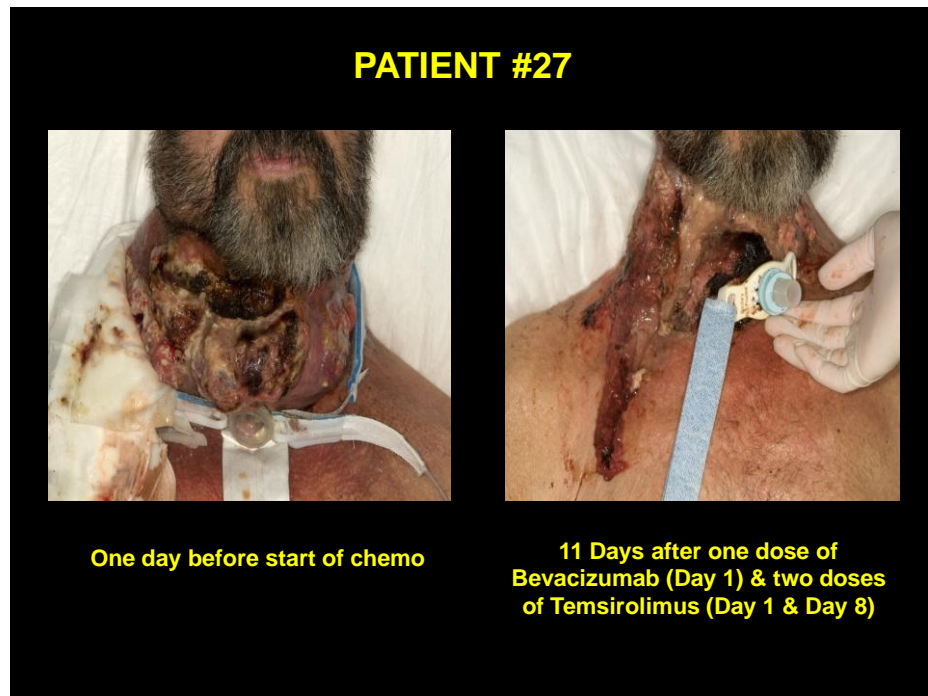 PATIENT #27
One day before start of chemo
11 Days after one dose of
Bevacizumab (Day 1) & two doses
of Temsirolimus (Day 1 & Day 8)